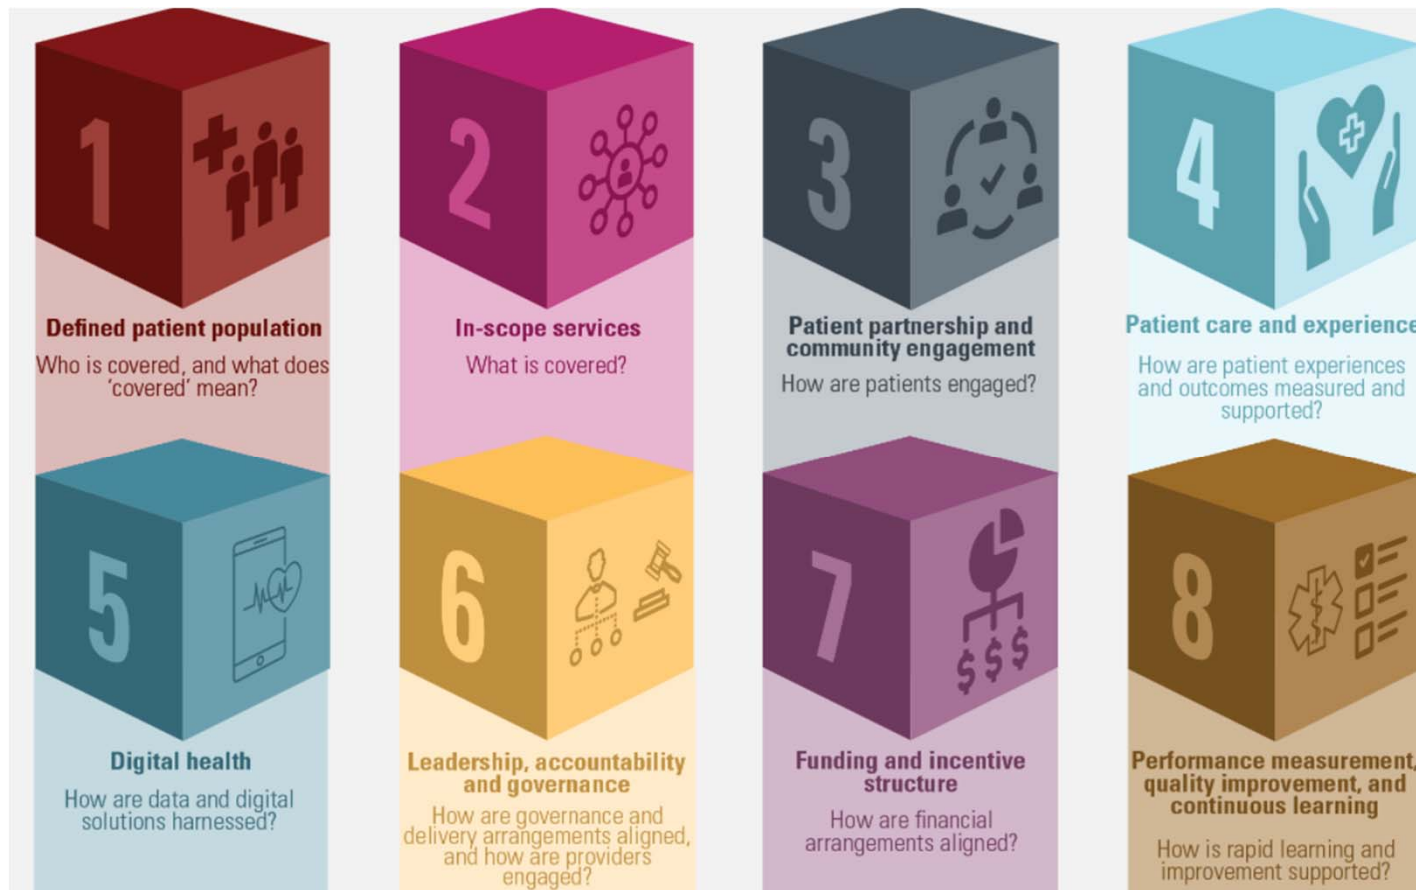 1
Defined patient population
Who is covered, and what does
‘covered’ mean?
2
In-scope services
What is covered?
3
Patient partnership and
community engagement
How are patients engaged?
4
Patient care and experience
How are patient experiences
and outcomes measured and
supported?
5
Digital health
How are data and digital
solutions harnessed?
6
Leadership, accountability
and governance
How are governance and
delivery arrangements aligned,
and how are providers
engaged?
7
$$$
Funding and incentive
structure
How are financial
arrangements aligned?
8
Performance measurement,
quality improvement, and
continuous learning
How is rapid learning and
improvement supported?